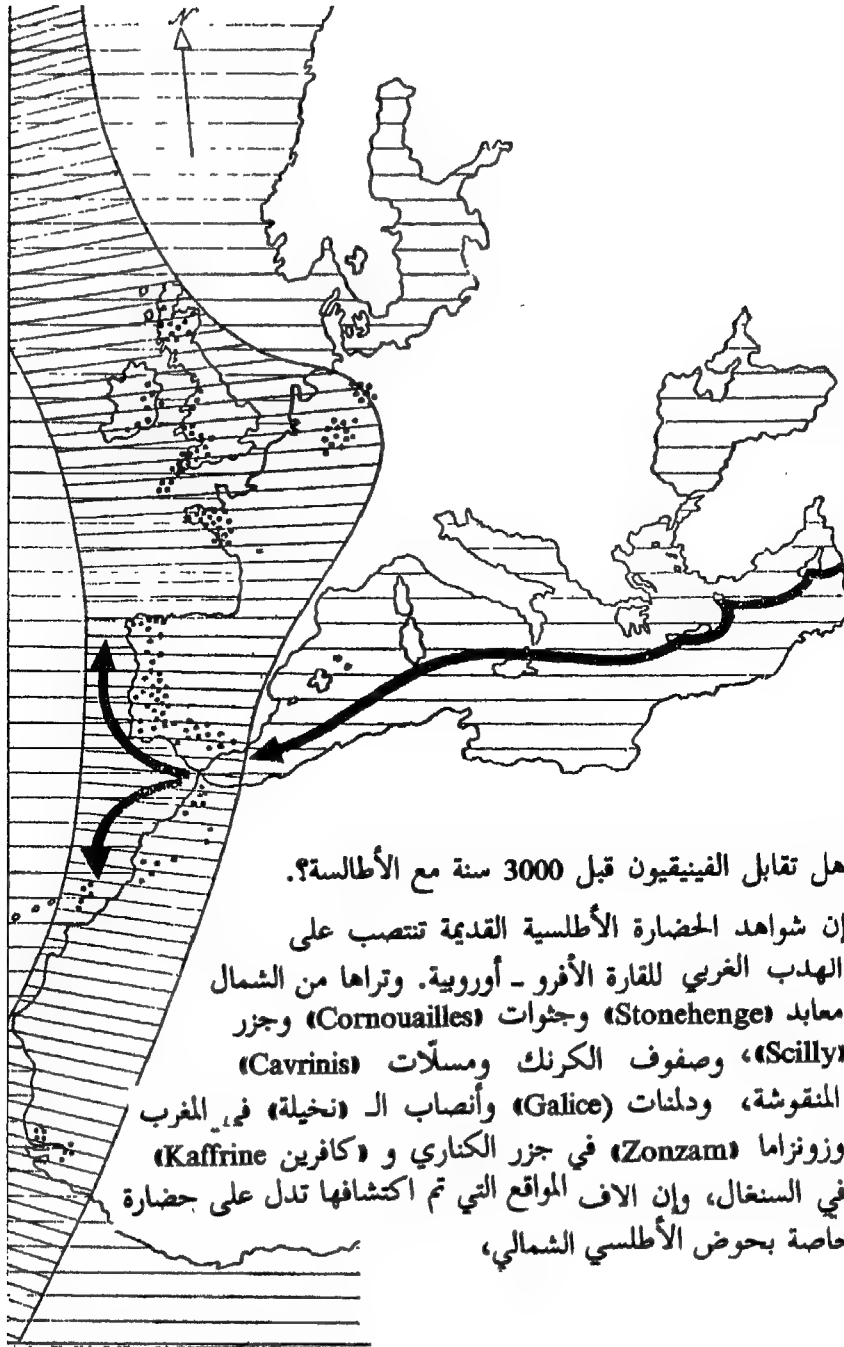 N
هل تقابل الفينيقيون قبل 3000 سنة مع الأطالسة؟.
إن شواهد الحضارة الأطلسية القديمة تنتصب على
الهدب الغربي للقارة الأفرو ـ أوروبية. وتراها من الشمال
معابد «Stonehenge» وجثوات «Cornouailles» وجزر
«Scilly»، وصفوف الكرنك ومسلّات «Cavrinis»
المنقوشة، ودلمنات (Galice» وأنصاب الـ «نخيلة» في المغرب
وزونزاما «Zonzam» في جزر الكناري و «كافرين Kaffrine»
في السنغال، وإن الاف المواقع التي تم اكتشافها تدل على حضارة
خاصة بحوض الأطلسي الشمالي،